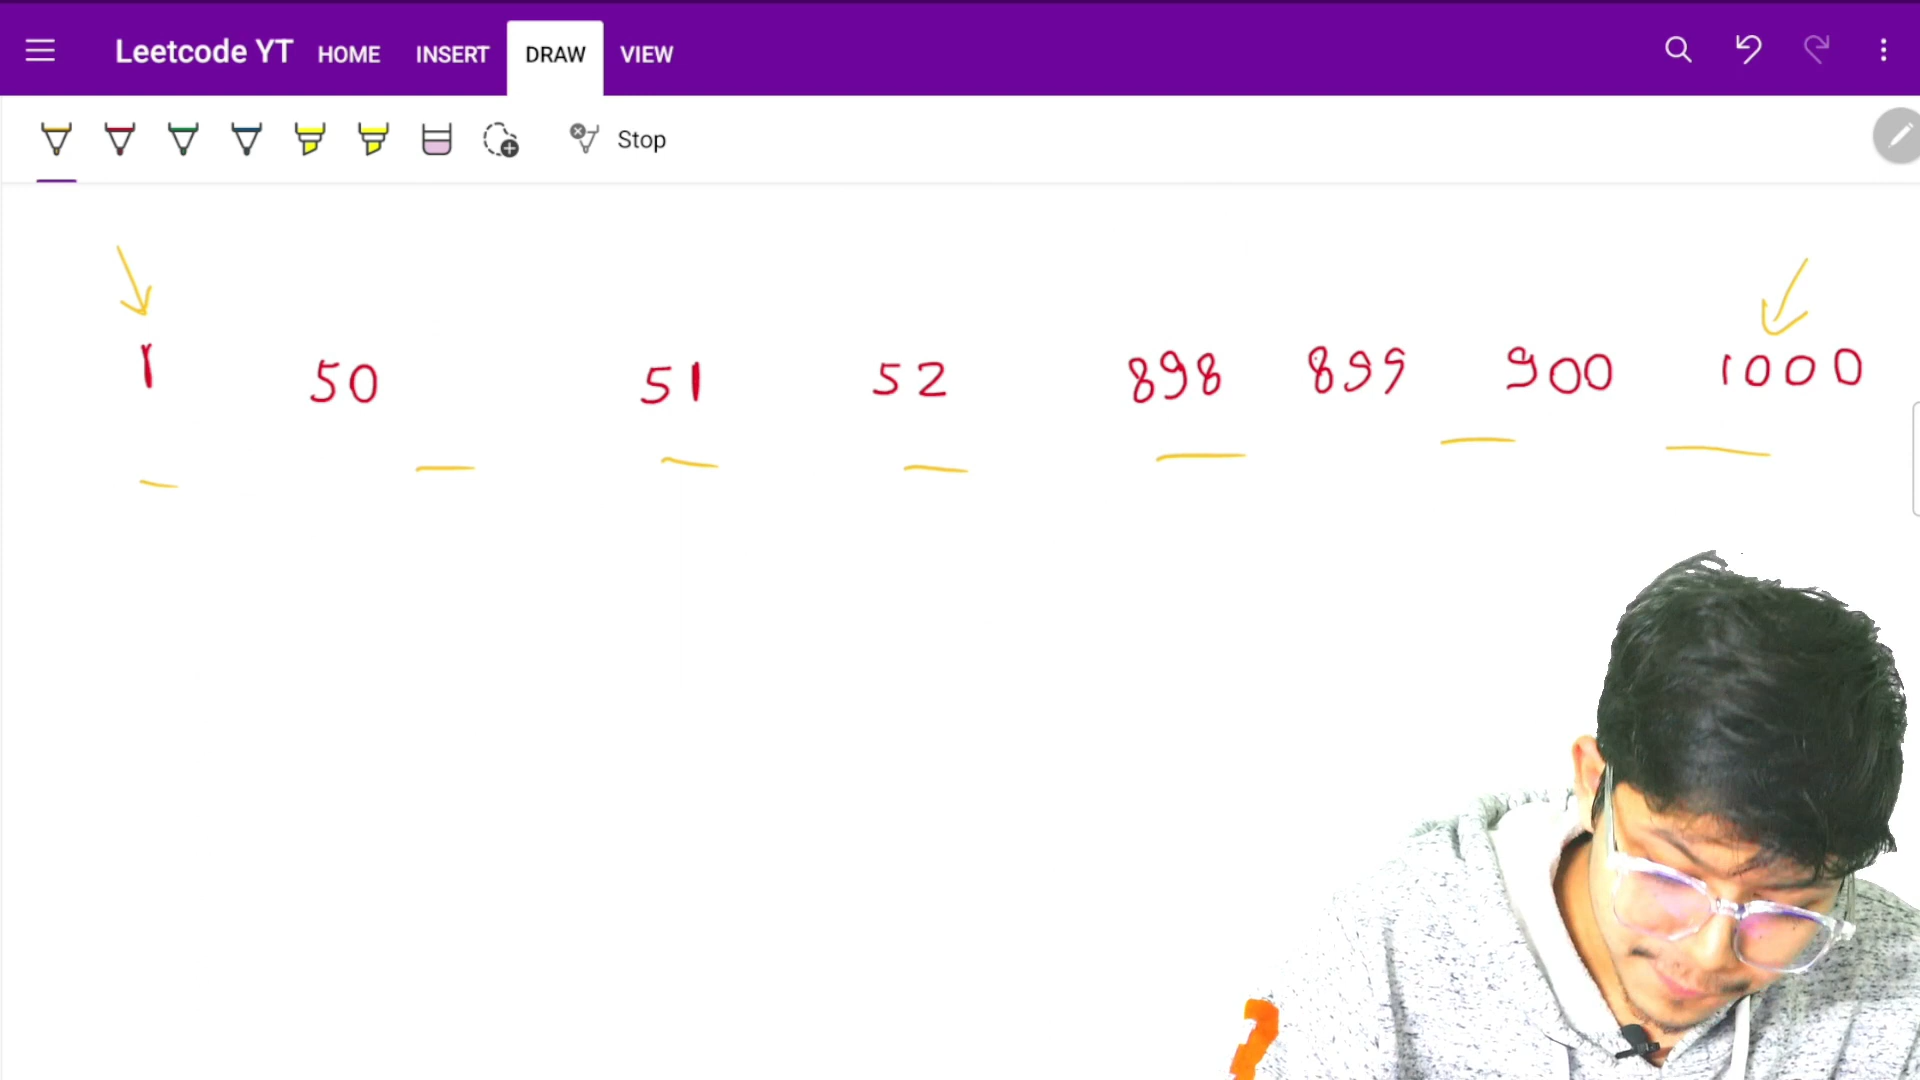 Leetcode YT HOME INSERT DRAW VIEW
Stop
1 50 51 52 898 899 900 1000